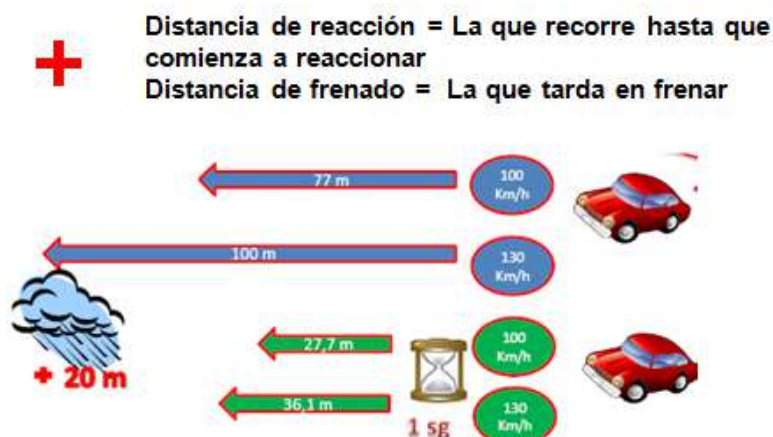 +
Distancia de reacción = La que recorre hasta que
comienza a reaccionar
Distancia de frenado = La que tarda en frenar
77 m
100
Km/h
100 m
130
Km/h
+ 20 m
27,7 m
100
Km/h
36,1 m
1 sg
130
Km/h